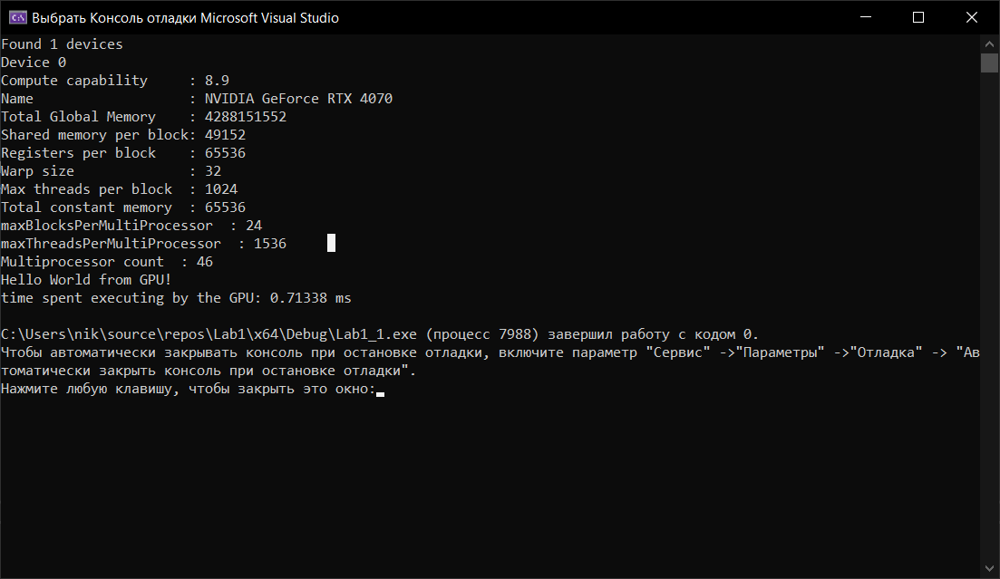 Выбрать Консоль отладки Microsoft Visual Studio
Found 1 devices
Device 0
Compute capability     : 8.9
Name                   : NVIDIA GeForce RTX 4070
Total Global Memory    : 4288151552
Shared memory per block: 49152
Registers per block    : 65536
Warp size              : 32
Max threads per block  : 1024
Total constant memory  : 65536
maxBlocksPerMultiProcessor  : 24
maxThreadsPerMultiProcessor  : 1536
Multiprocessor count  : 46
Hello World from GPU!
time spent executing by the GPU: 0.71338 ms
C:\Users\nik\source\repos\Lab1\x64\Debug\Lab1_1.exe (процесс 7988) завершил работу с кодом 0.
Чтобы автоматически закрывать консоль при остановке отладки, включите параметр "Сервис" ->"Параметры" ->"Отладка" -> "Ав
томатически закрыть консоль при остановке отладки".
Нажмите любую клавишу, чтобы закрыть это окно: